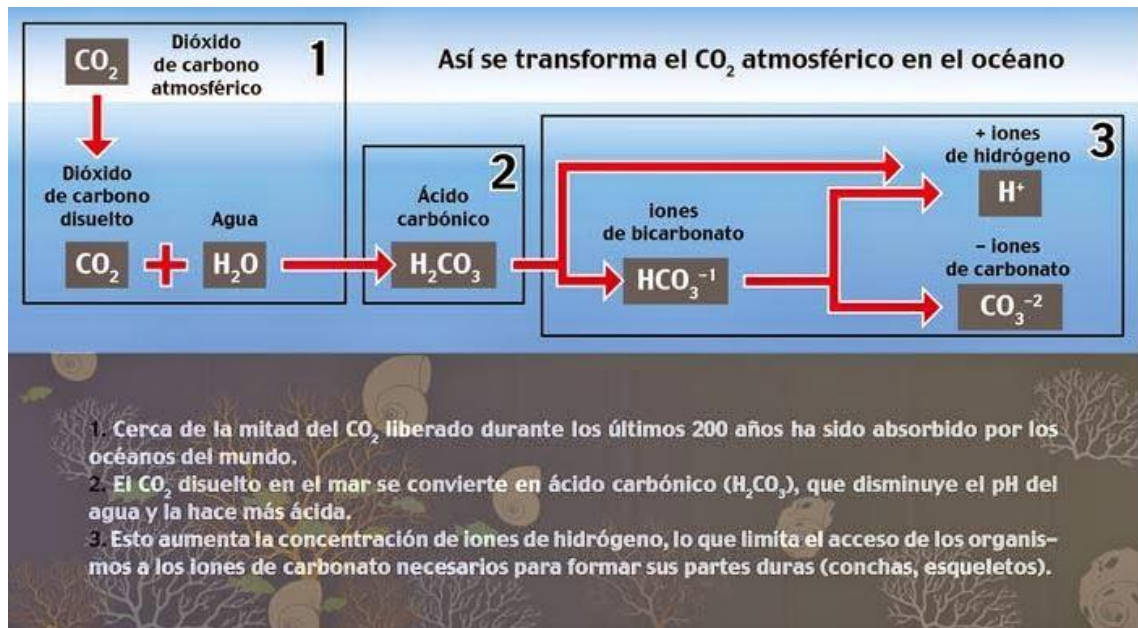 Así se transforma el CO₂ atmosférico en el océano
1
CO₂
Dióxido
de carbono
atmosférico
Dióxido
de carbono
disuelto
CO₂
+
Agua
H₂O
2
Ácido
carbónico
H₂CO₃
3
iones
de bicarbonato
HCO₃⁻¹
+ iones
de hidrógeno
H⁺
– iones
de carbonato
CO₃⁻²
1. Cerca de la mitad del CO₂ liberado durante los últimos 200 años ha sido absorbido por los
océanos del mundo.
2. El CO₂ disuelto en el mar se convierte en ácido carbónico (H₂CO₃), que disminuye el pH del
agua y la hace más ácida.
3. Esto aumenta la concentración de iones de hidrógeno, lo que limita el acceso de los organis–
mos a los iones de carbonato necesarios para formar sus partes duras (conchas, esqueletos).